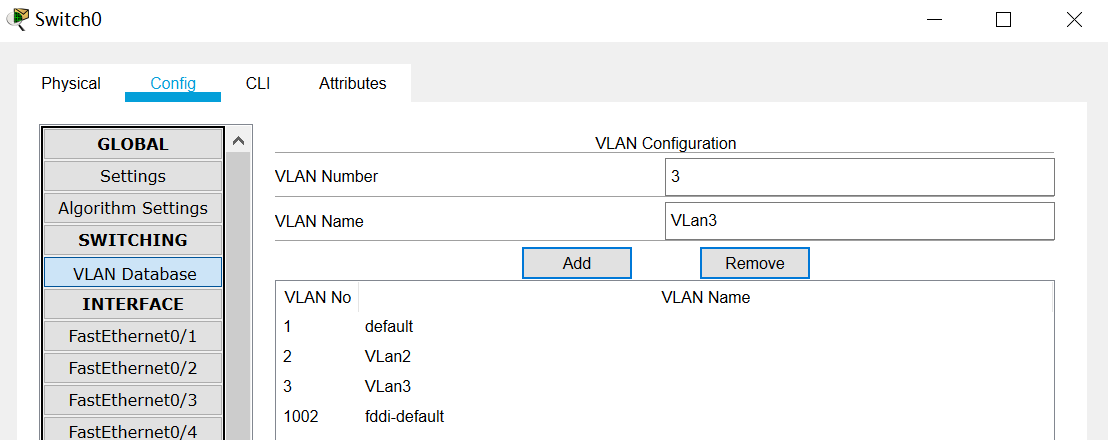 Switch0
Physical Config CLI Attributes
GLOBAL
Settings
Algorithm Settings
SWITCHING
VLAN Database
INTERFACE
FastEthernet0/1
FastEthernet0/2
FastEthernet0/3
FastEthernet0/4
VLAN Configuration
VLAN Number 3
VLAN Name VLan3
Add Remove
VLAN No VLAN Name
1 default
2 VLan2
3 VLan3
1002 fddi-default